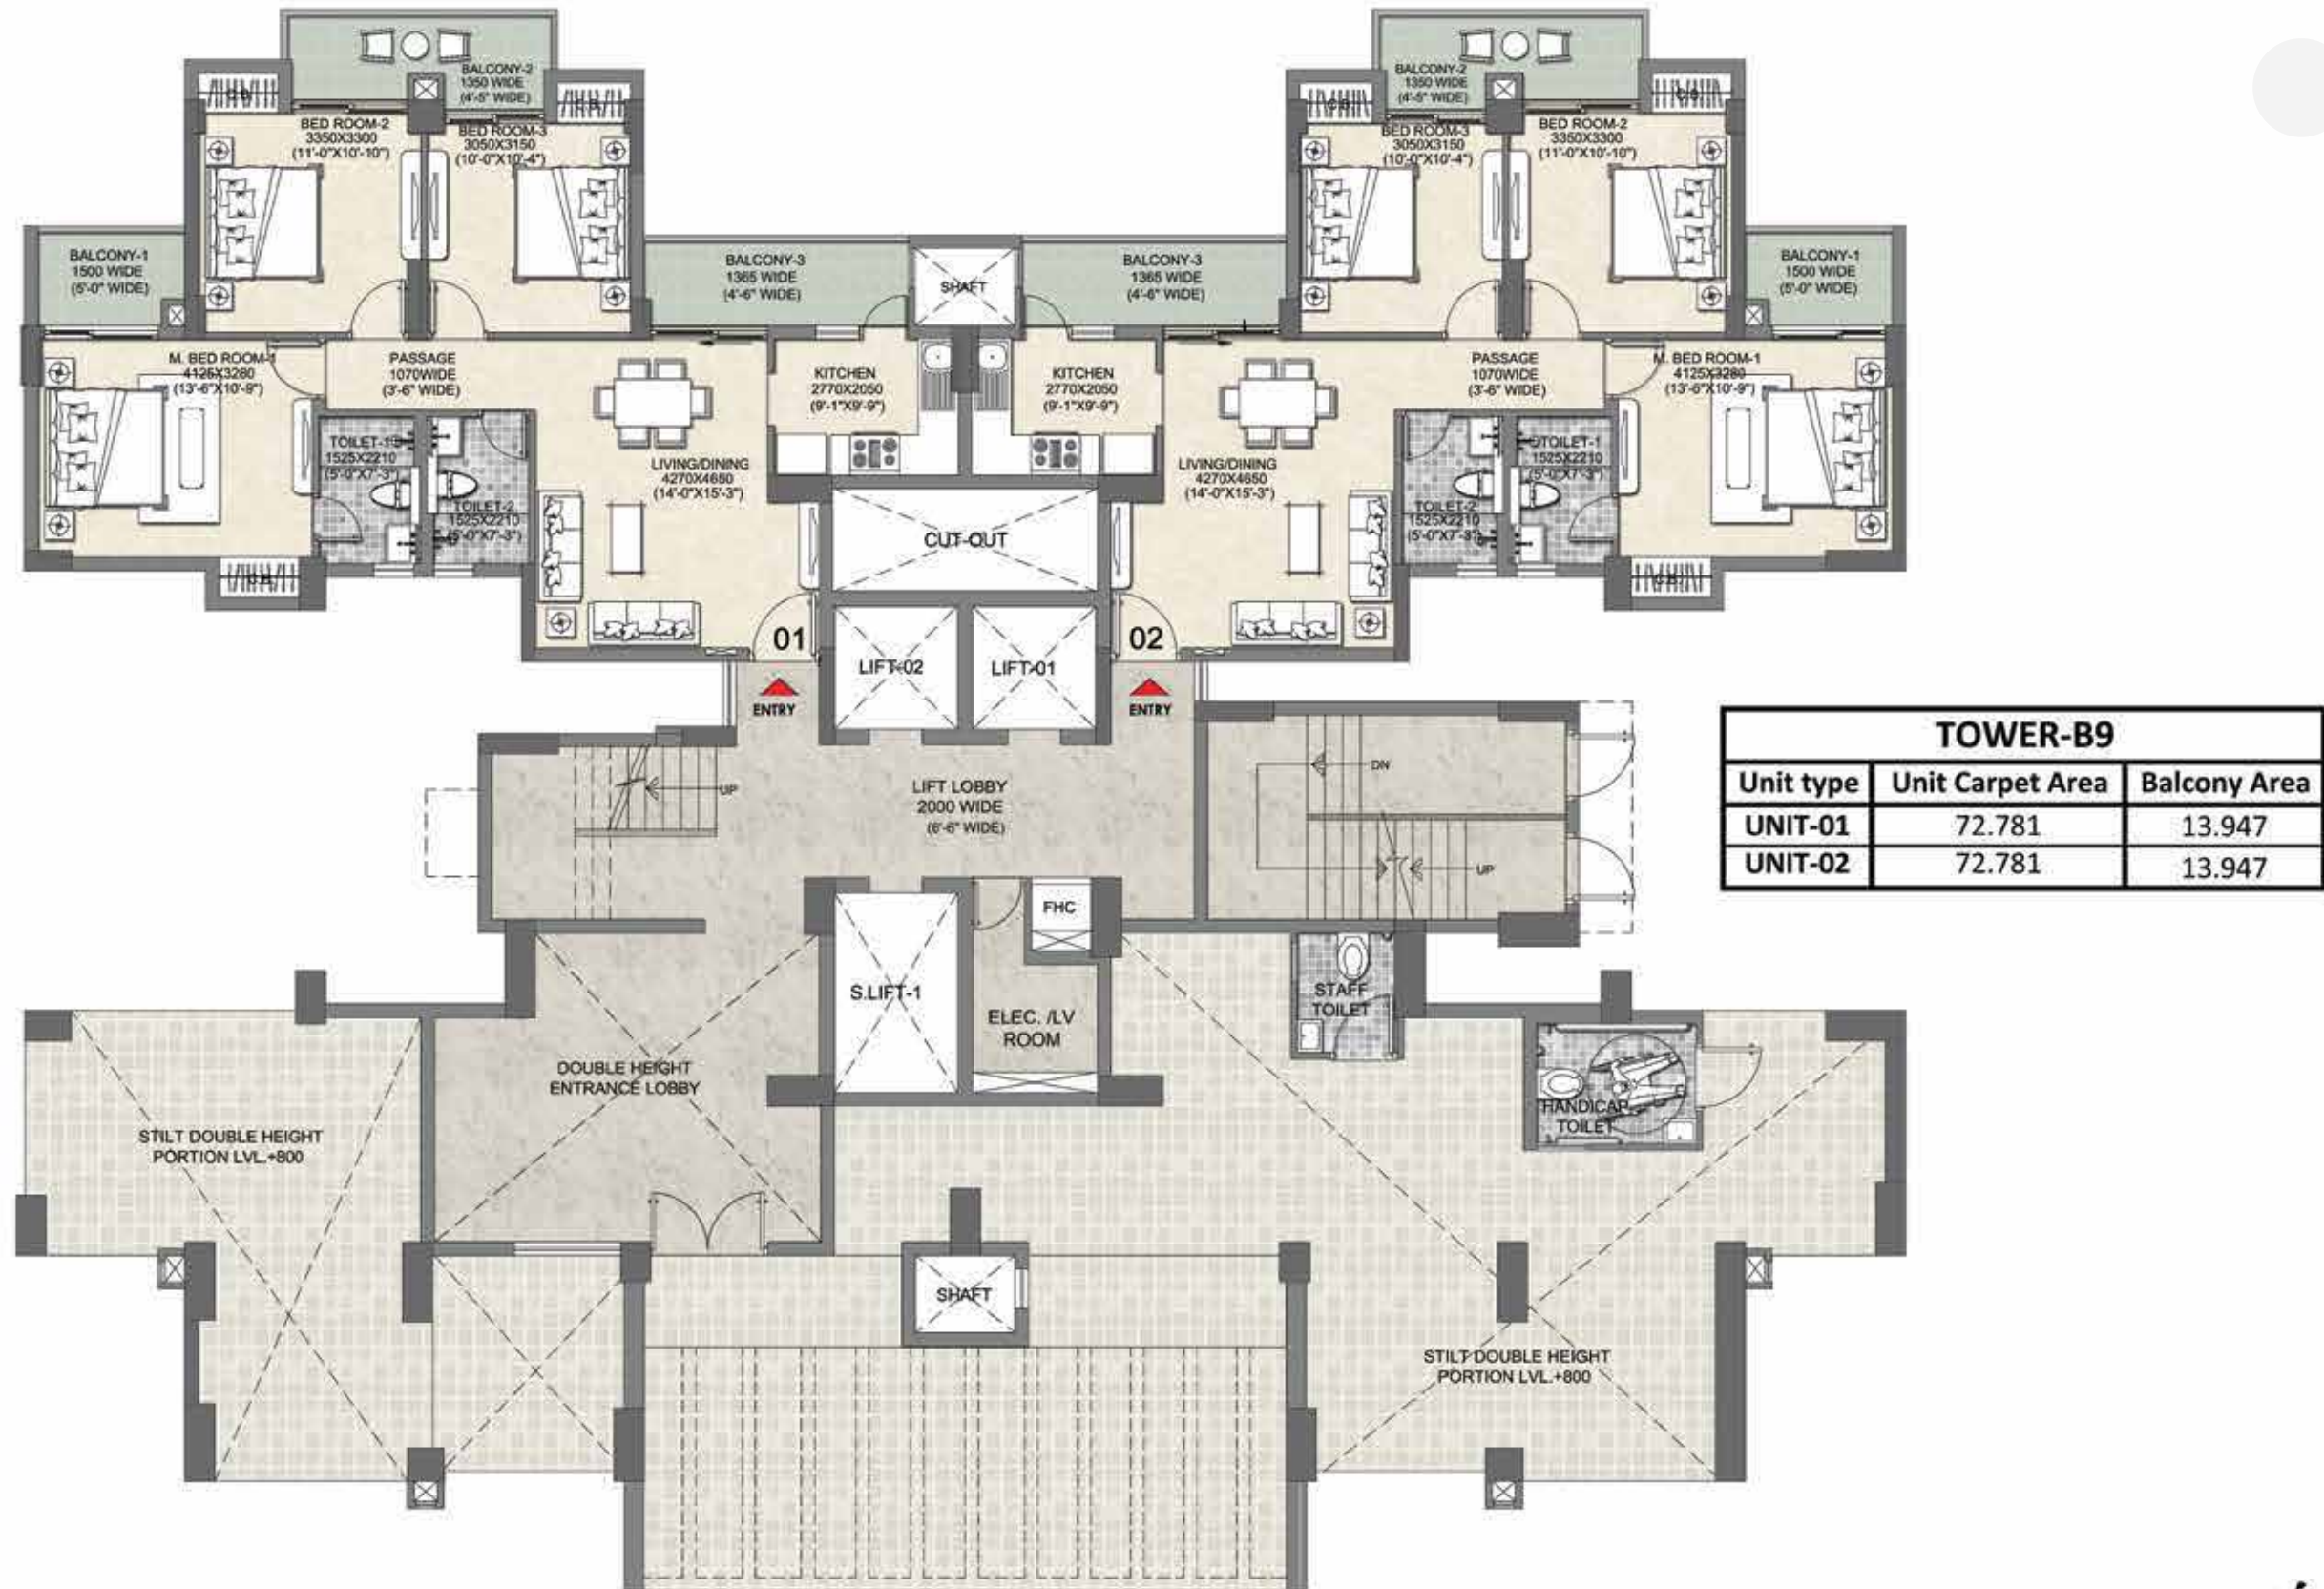 BALCONY-2
1350 WIDE
(4'-5" WIDE)
BALCONY-2
1350 WIDE
(4'-5" WIDE)
C.B.
C.B.
C.B.
C.B.
BED ROOM-2
3350X3300
(11'-0"X10'-10")
BED ROOM-3
3050X3150
(10'-0"X10'-4")
BED ROOM-3
3050X3150
(10'-0"X10'-4")
BED ROOM-2
3350X3300
(11'-0"X10'-10")
BALCONY-1
1500 WIDE
(5'-0" WIDE)
BALCONY-3
1365 WIDE
(4'-6" WIDE)
SHAFT
BALCONY-3
1365 WIDE
(4'-6" WIDE)
BALCONY-1
1500 WIDE
(5'-0" WIDE)
M. BED ROOM-1
4125X3280
(13'-6"X10'-9")
PASSAGE
1070WIDE
(3'-6" WIDE)
KITCHEN
2770X2050
(9'-1"X9'-9")
KITCHEN
2770X2050
(9'-1"X9'-9")
PASSAGE
1070WIDE
(3'-6" WIDE)
M. BED ROOM-1
4125X3280
(13'-6"X10'-9")
TOILET-1
1525X2210
(5'-0"X7'-3")
TOILET-2
1525X2210
(5'-0"X7'-3")
LIVING/DINING
4270X4650
(14'-0"X15'-3")
LIVING/DINING
4270X4650
(14'-0"X15'-3")
TOILET-2
1525X2210
(5'-0"X7'-3")
TOILET-1
1525X2210
(5'-0"X7'-3")
CUT-OUT
C.B.
C.B.
01
LIFT-02
LIFT-01
02
ENTRY
ENTRY
UP
LIFT LOBBY
2000 WIDE
(6'-6" WIDE)
DN
UP
TOWER-B9
Unit type Unit Carpet Area Balcony Area
UNIT-01 72.781 13.947
UNIT-02 72.781 13.947
FHC
S.LIFT-1
ELEC. /LV
ROOM
STAFF
TOILET
DOUBLE HEIGHT
ENTRANCE LOBBY
HANDICAP
TOILET
STILT DOUBLE HEIGHT
PORTION LVL.+800
SHAFT
STILT DOUBLE HEIGHT
PORTION LVL.+800